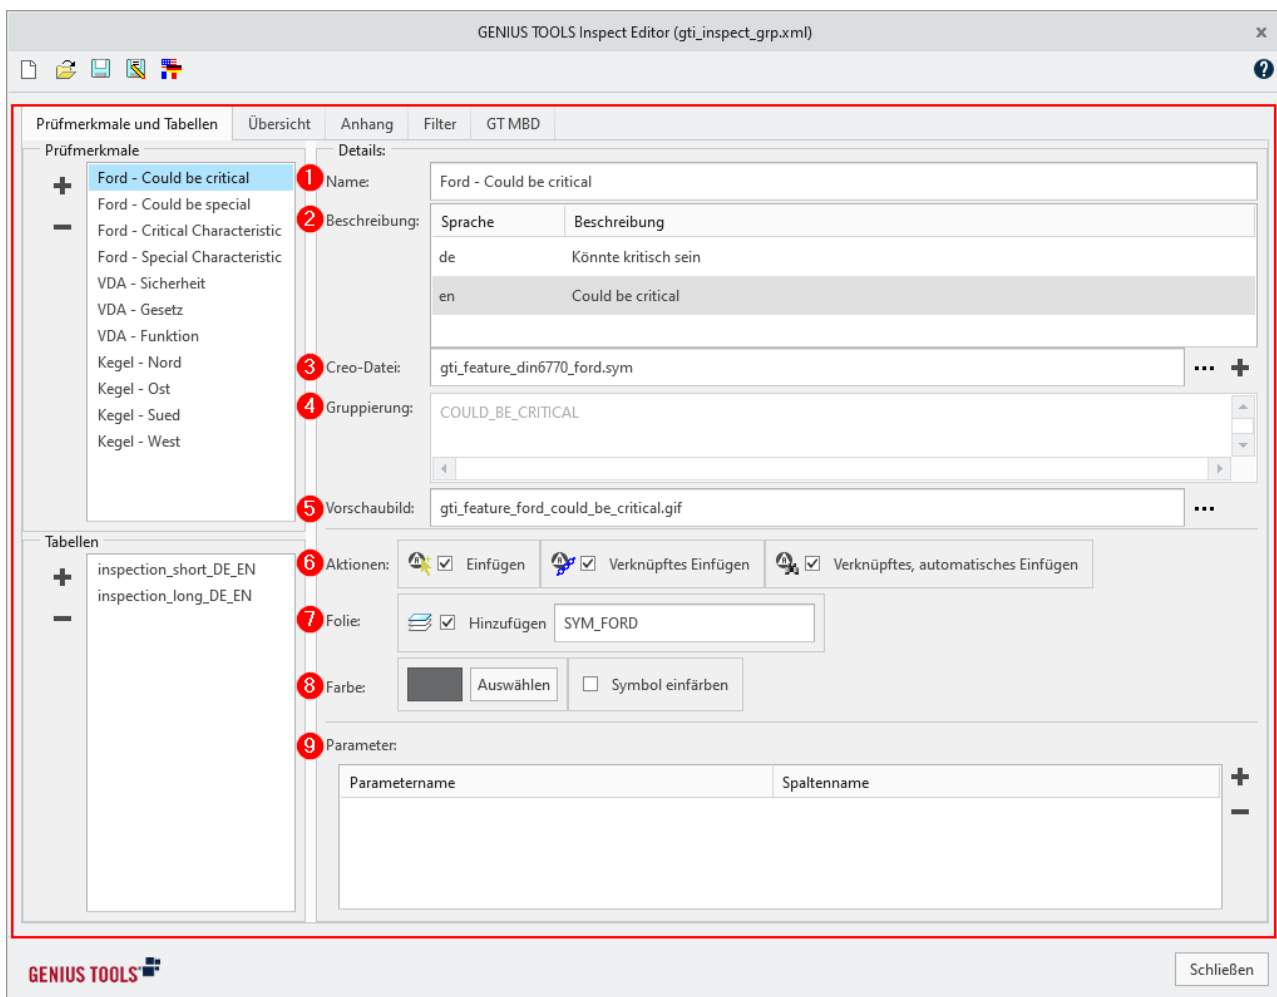 GENIUS TOOLS Inspect Editor (gti_inspect_grp.xml)
Prüfmerkmale und Tabellen Übersicht Anhang Filter GT MBD
Prüfmerkmale
Ford - Could be critical
Ford - Could be special
Ford - Critical Characteristic
Ford - Special Characteristic
VDA - Sicherheit
VDA - Gesetz
VDA - Funktion
Kegel - Nord
Kegel - Ost
Kegel - Sued
Kegel - West
Tabellen
inspection_short_DE_EN
inspection_long_DE_EN
Details:
1 Name: Ford - Could be critical
2 Beschreibung: Sprache Beschreibung
de Könnte kritisch sein
en Could be critical
3 Creo-Datei: gti_feature_din6770_ford.sym
4 Gruppierung: COULD_BE_CRITICAL
5 Vorschaubild: gti_feature_ford_could_be_critical.gif
6 Aktionen: Einfügen Verknüpftes Einfügen Verknüpftes, automatisches Einfügen
7 Folie: Hinzufügen SYM_FORD
8 Farbe: Auswählen Symbol einfärben
9 Parameter:
Parametername Spaltenname
GENIUS TOOLS
Schließen